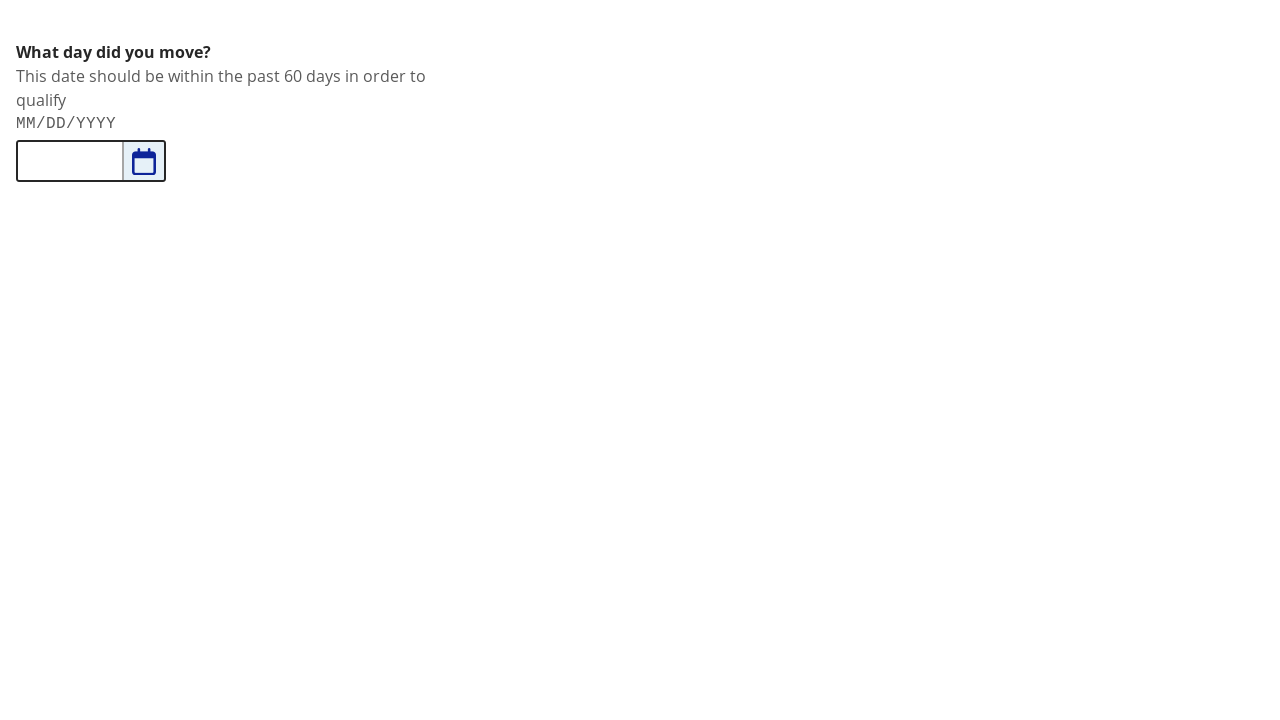 What day did you move?
This date should be within the past 60 days in order to
qualify
MM/DD/YYYY